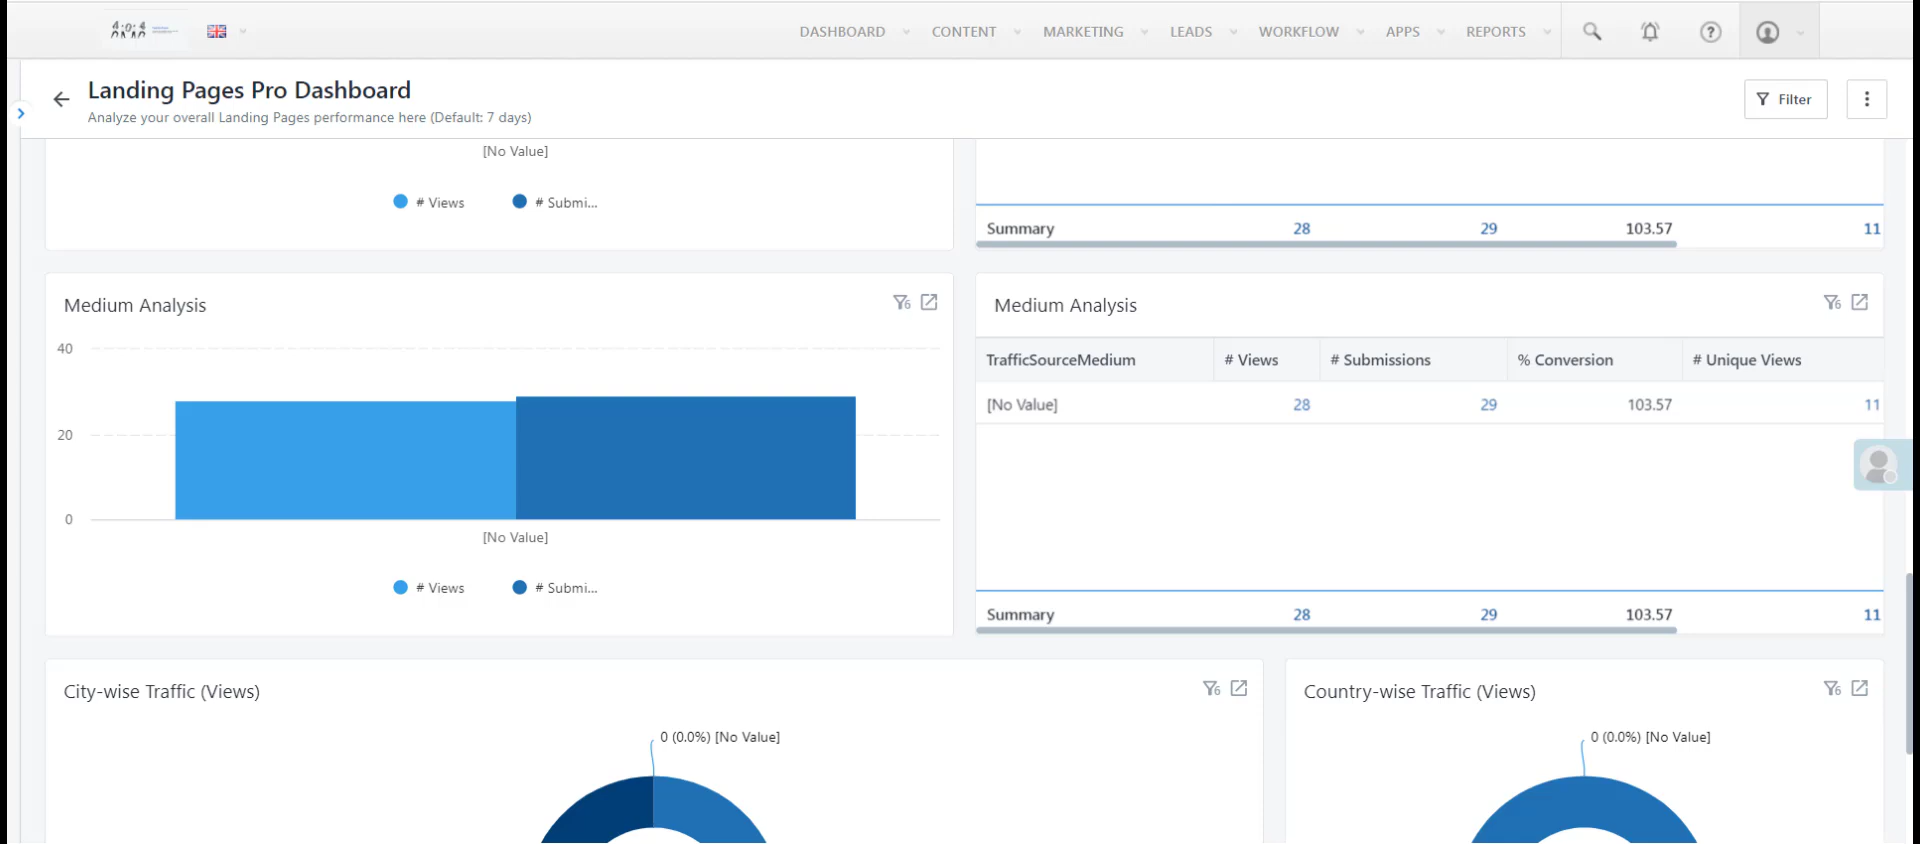 DASHBOARD CONTENT MARKETING LEADS WORKFLOW APPS REPORTS
Landing Pages Pro Dashboard
Analyze your overall Landing Pages performance here (Default: 7 days)
Filter
[No Value]
# Views # Submi...
Summary 28 29 103.57 11
Medium Analysis
40
20
0
[No Value]
# Views # Submi...
Medium Analysis
TrafficSourceMedium # Views # Submissions % Conversion # Unique Views
[No Value] 28 29 103.57 11
Summary 28 29 103.57 11
City-wise Traffic (Views)
0 (0.0%) [No Value]
Country-wise Traffic (Views)
0 (0.0%) [No Value]